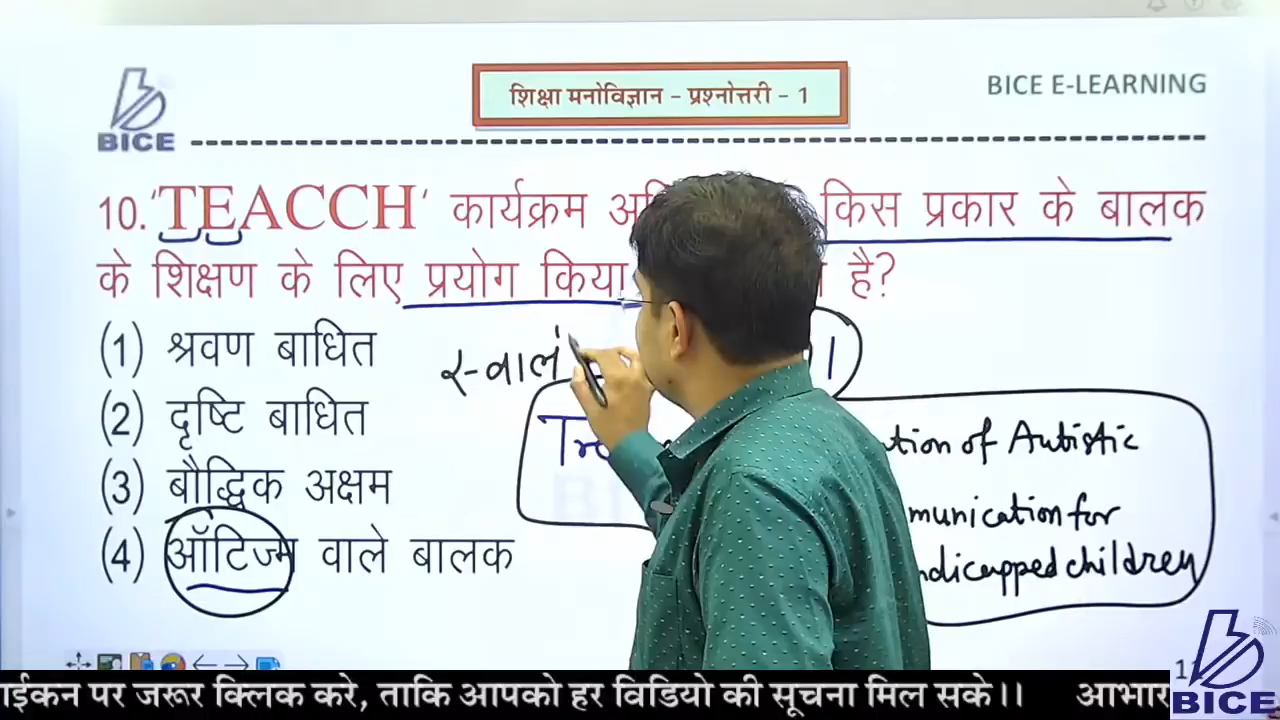 BICE
शिक्षा मनोविज्ञान – प्रश्नोत्तरी – 1
BICE E-LEARNING
10. 'TEACCH' कार्यक्रम किस प्रकार के बालक
के शिक्षण के लिए प्रयोग किया है?
(1) श्रवण बाधित
(2) दृष्टि बाधित
(3) बौद्धिक अक्षम
(4) ऑटिज्म वाले बालक
स्वालं
1
tion of Autistic
munication for
ndicapped children
ाईकन पर जरूर क्लिक करे, ताकि आपको हर विडियो की सूचना मिल सके।। आभार
BICE